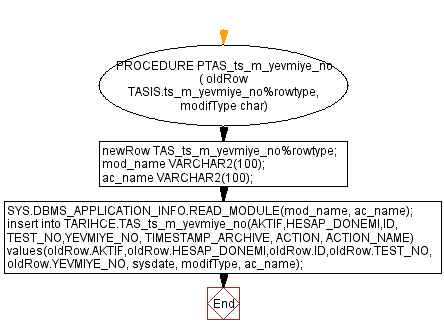 PROCEDURE PTAS_ts_m_yevmiye_no
( oldRow
TASIS.ts_m_yevmiye_no%rowtype,
modifType char)
newRow TAS_ts_m_yevmiye_no%rowtype;
mod_name VARCHAR2(100);
ac_name VARCHAR2(100);
SYS.DBMS_APPLICATION_INFO.READ_MODULE(mod_name, ac_name);
insert into TARIHCE.TAS_ts_m_yevmiye_no(AKTIF,HESAP_DONEMI,ID,
TEST_NO,YEVMIYE_NO, TIMESTAMP_ARCHIVE, ACTION, ACTION_NAME)
values(oldRow.AKTIF,oldRow.HESAP_DONEMI,oldRow.ID,oldRow.TEST_NO,
oldRow.YEVMIYE_NO, sysdate, modifType, ac_name);
End